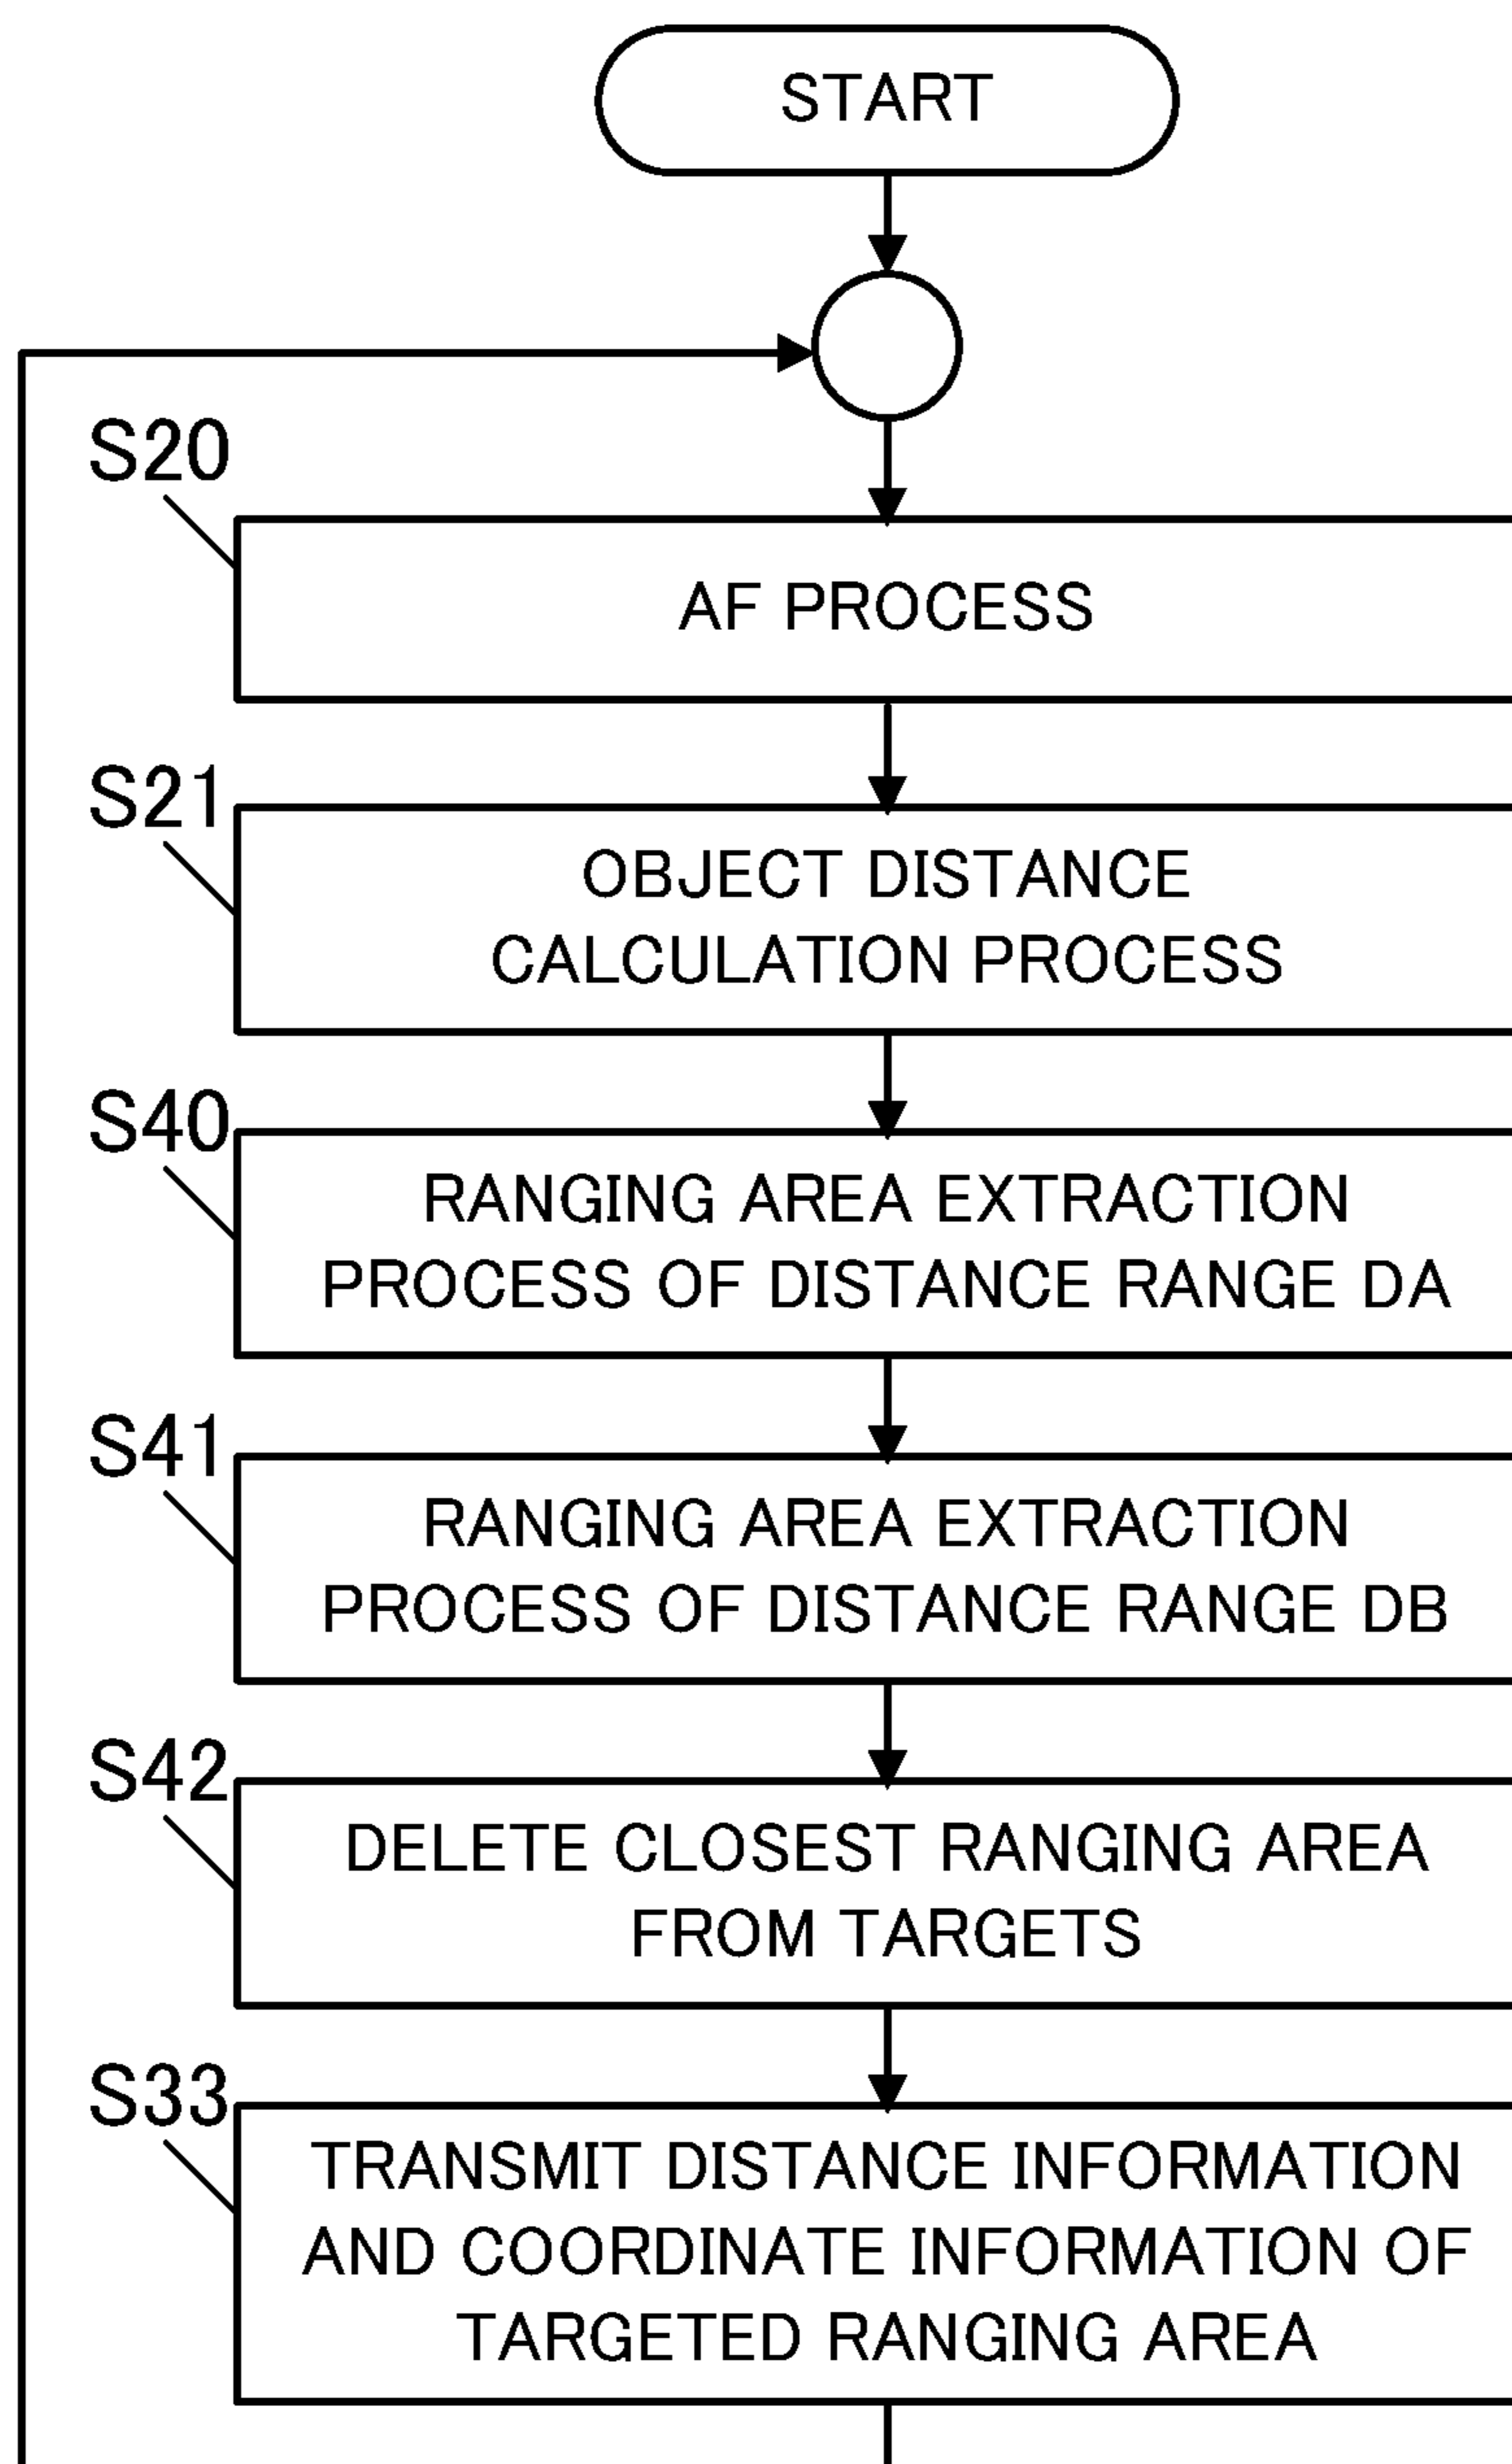 START
S20
AF PROCESS
S21
OBJECT DISTANCE
CALCULATION PROCESS
S40
RANGING AREA EXTRACTION
PROCESS OF DISTANCE RANGE DA
S41
RANGING AREA EXTRACTION
PROCESS OF DISTANCE RANGE DB
S42
DELETE CLOSEST RANGING AREA
FROM TARGETS
S33
TRANSMIT DISTANCE INFORMATION
AND COORDINATE INFORMATION OF
TARGETED RANGING AREA